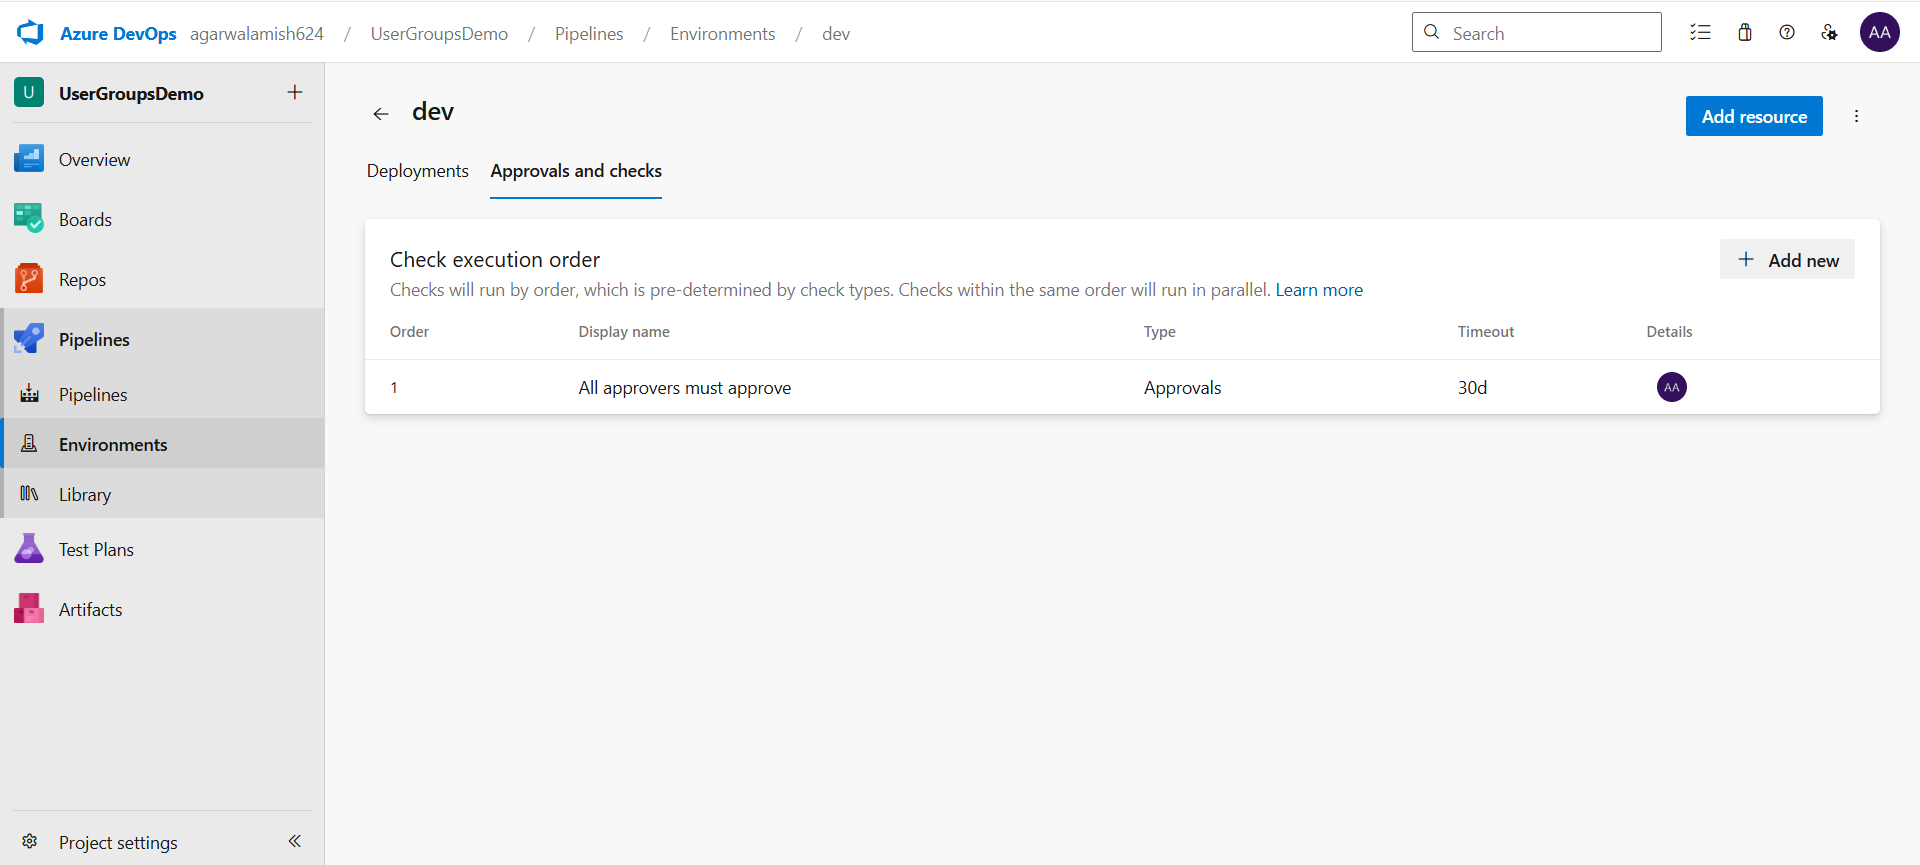 Azure DevOps agarwalamish624 / UserGroupsDemo / Pipelines / Environments / dev
Search
AA
U UserGroupsDemo
Overview
Boards
Repos
Pipelines
Pipelines
Environments
Library
Test Plans
Artifacts
Project settings
dev
Add resource
Deployments Approvals and checks
Check execution order
Add new
Checks will run by order, which is pre-determined by check types. Checks within the same order will run in parallel. Learn more
Order Display name Type Timeout Details
1 All approvers must approve Approvals 30d AA